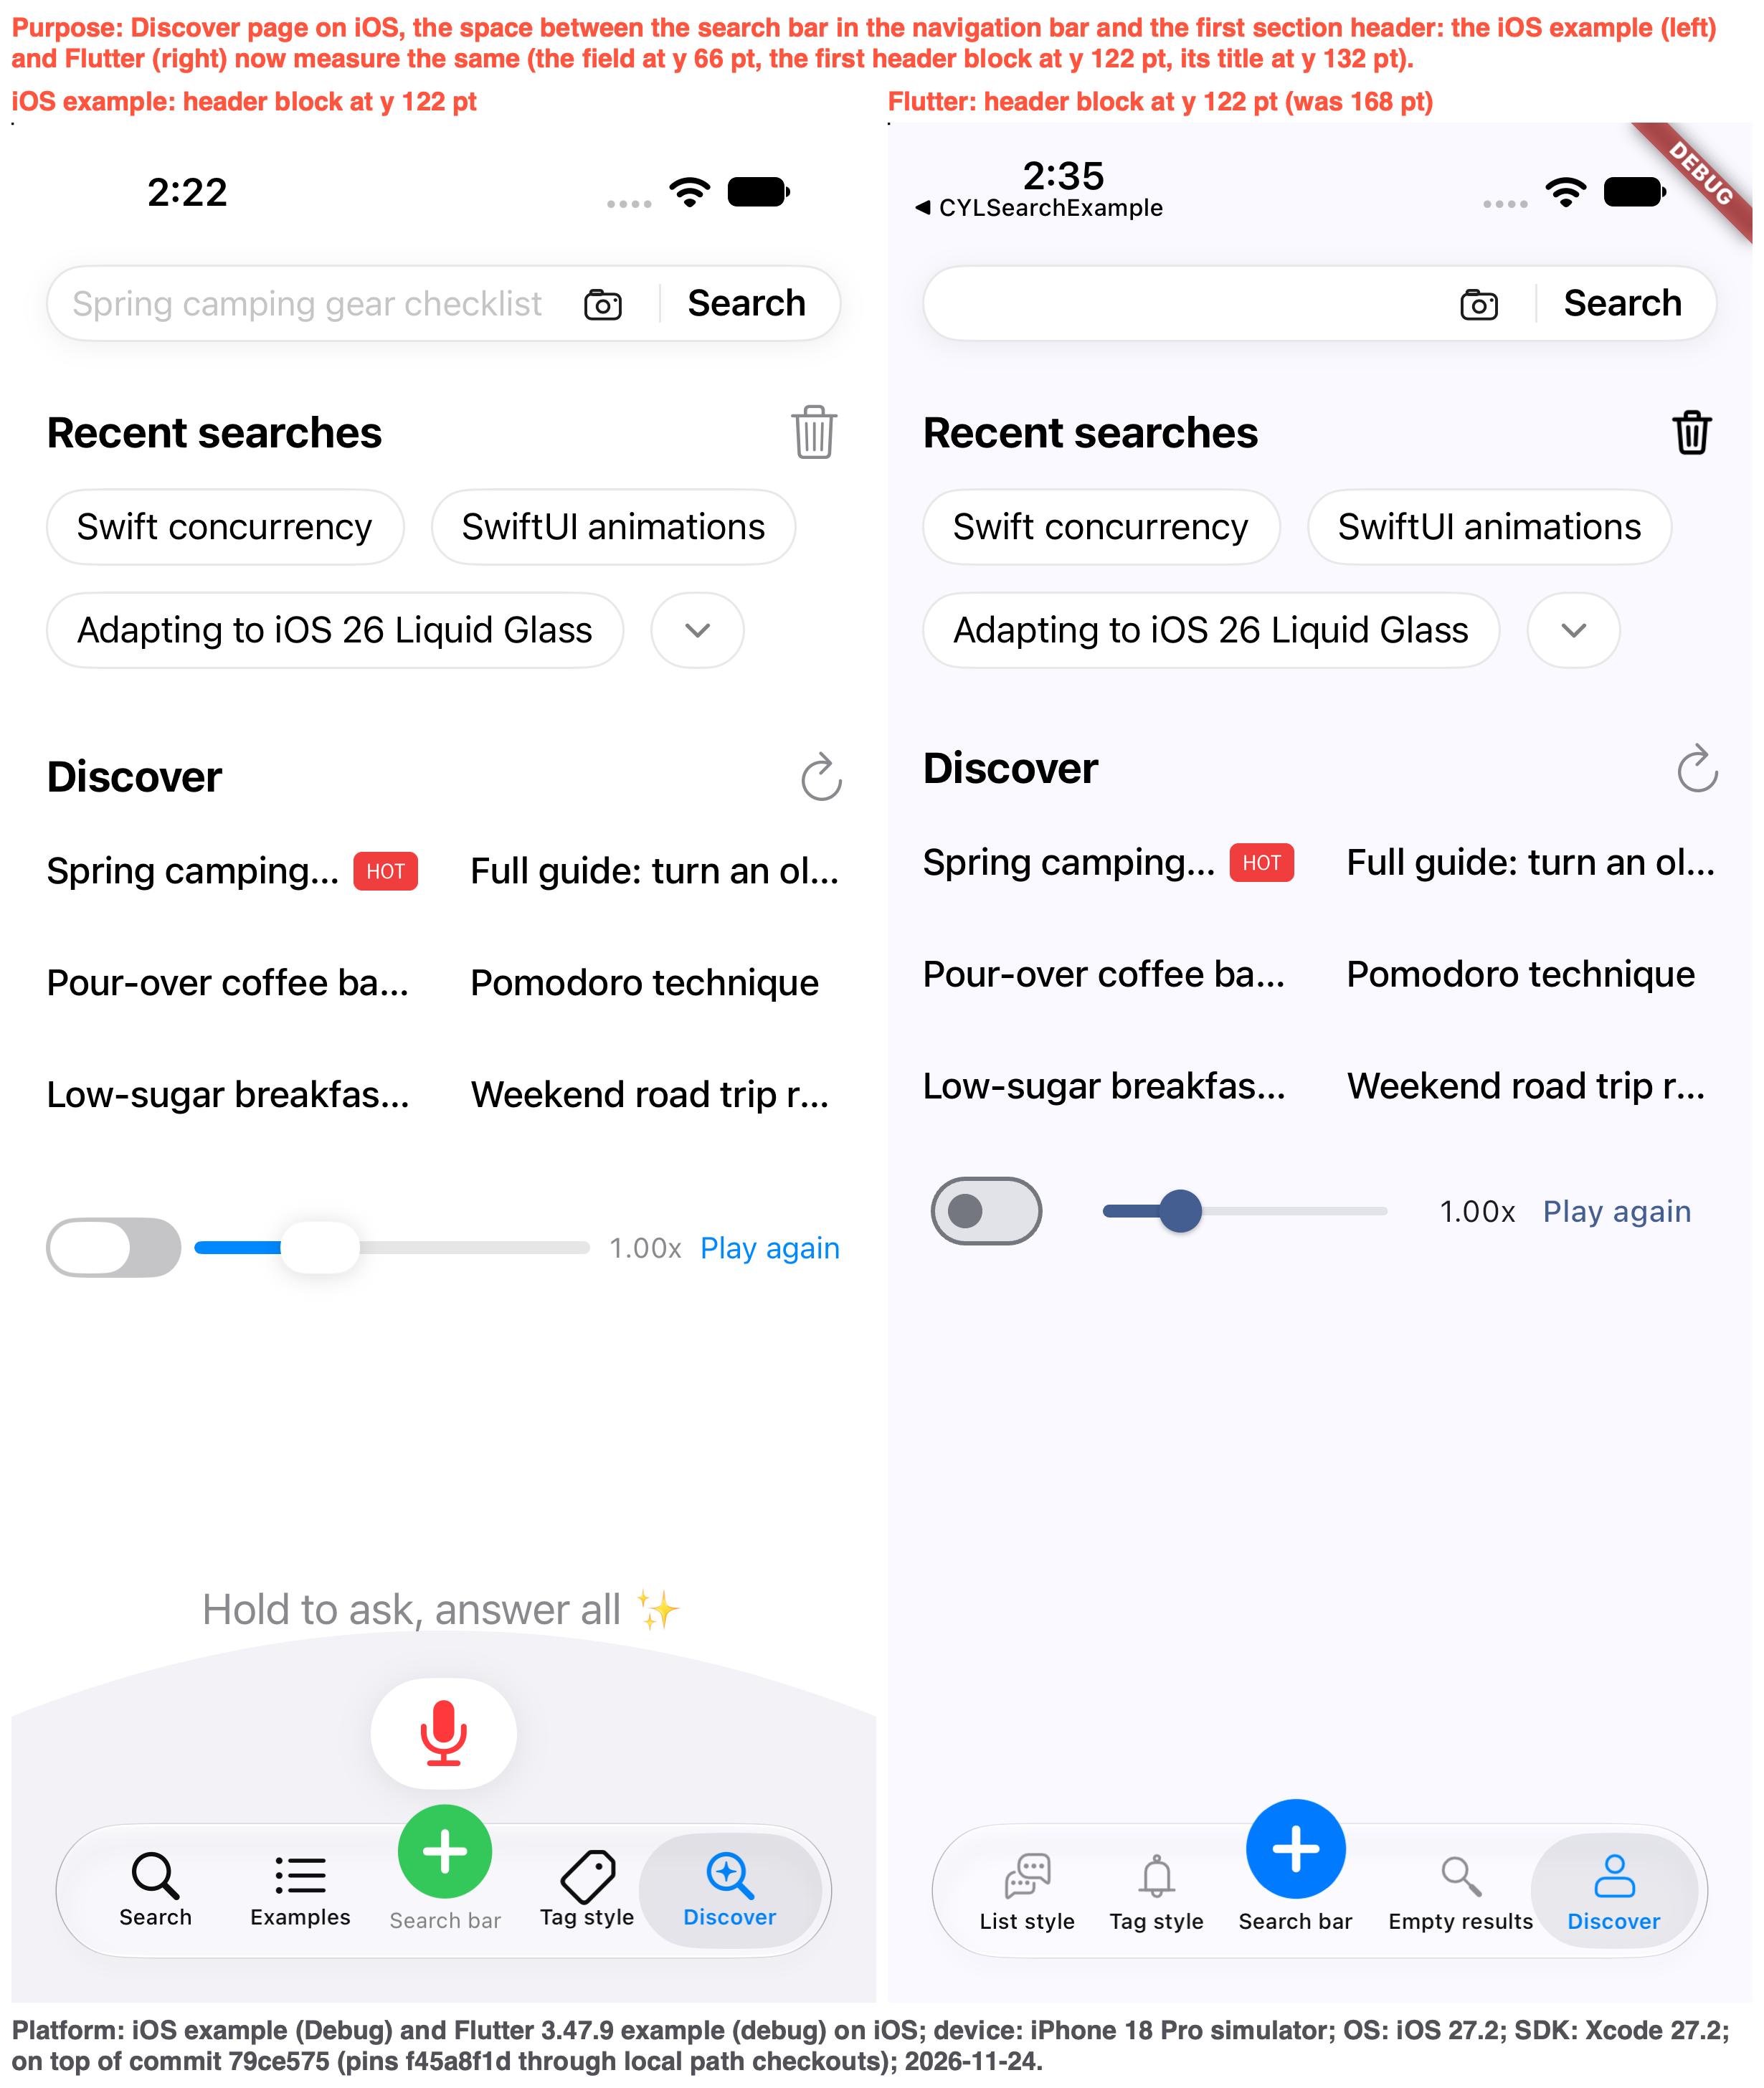 Purpose: Discover page on iOS, the space between the search bar in the navigation bar and the first section header: the iOS example (left)
and Flutter (right) now measure the same (the field at y 66 pt, the first header block at y 122 pt, its title at y 132 pt).
iOS example: header block at y 122 pt
2:22
Spring camping gear checklist
Search
Recent searches
Swift concurrency
SwiftUI animations
Adapting to iOS 26 Liquid Glass
Discover
Spring camping... HOT
Full guide: turn an ol...
Pour-over coffee ba...
Pomodoro technique
Low-sugar breakfas...
Weekend road trip r...
1.00x
Play again
Hold to ask, answer all ✨
Search
Examples
Search bar
Tag style
Discover
Flutter: header block at y 122 pt (was 168 pt)
DEBUG
2:35
◀ CYLSearchExample
Search
Recent searches
Swift concurrency
SwiftUI animations
Adapting to iOS 26 Liquid Glass
Discover
Spring camping... HOT
Full guide: turn an ol...
Pour-over coffee ba...
Pomodoro technique
Low-sugar breakfas...
Weekend road trip r...
1.00x
Play again
List style
Tag style
Search bar
Empty results
Discover
Platform: iOS example (Debug) and Flutter 3.47.9 example (debug) on iOS; device: iPhone 18 Pro simulator; OS: iOS 27.2; SDK: Xcode 27.2;
on top of commit 79ce575 (pins f45a8f1d through local path checkouts); 2026-11-24.